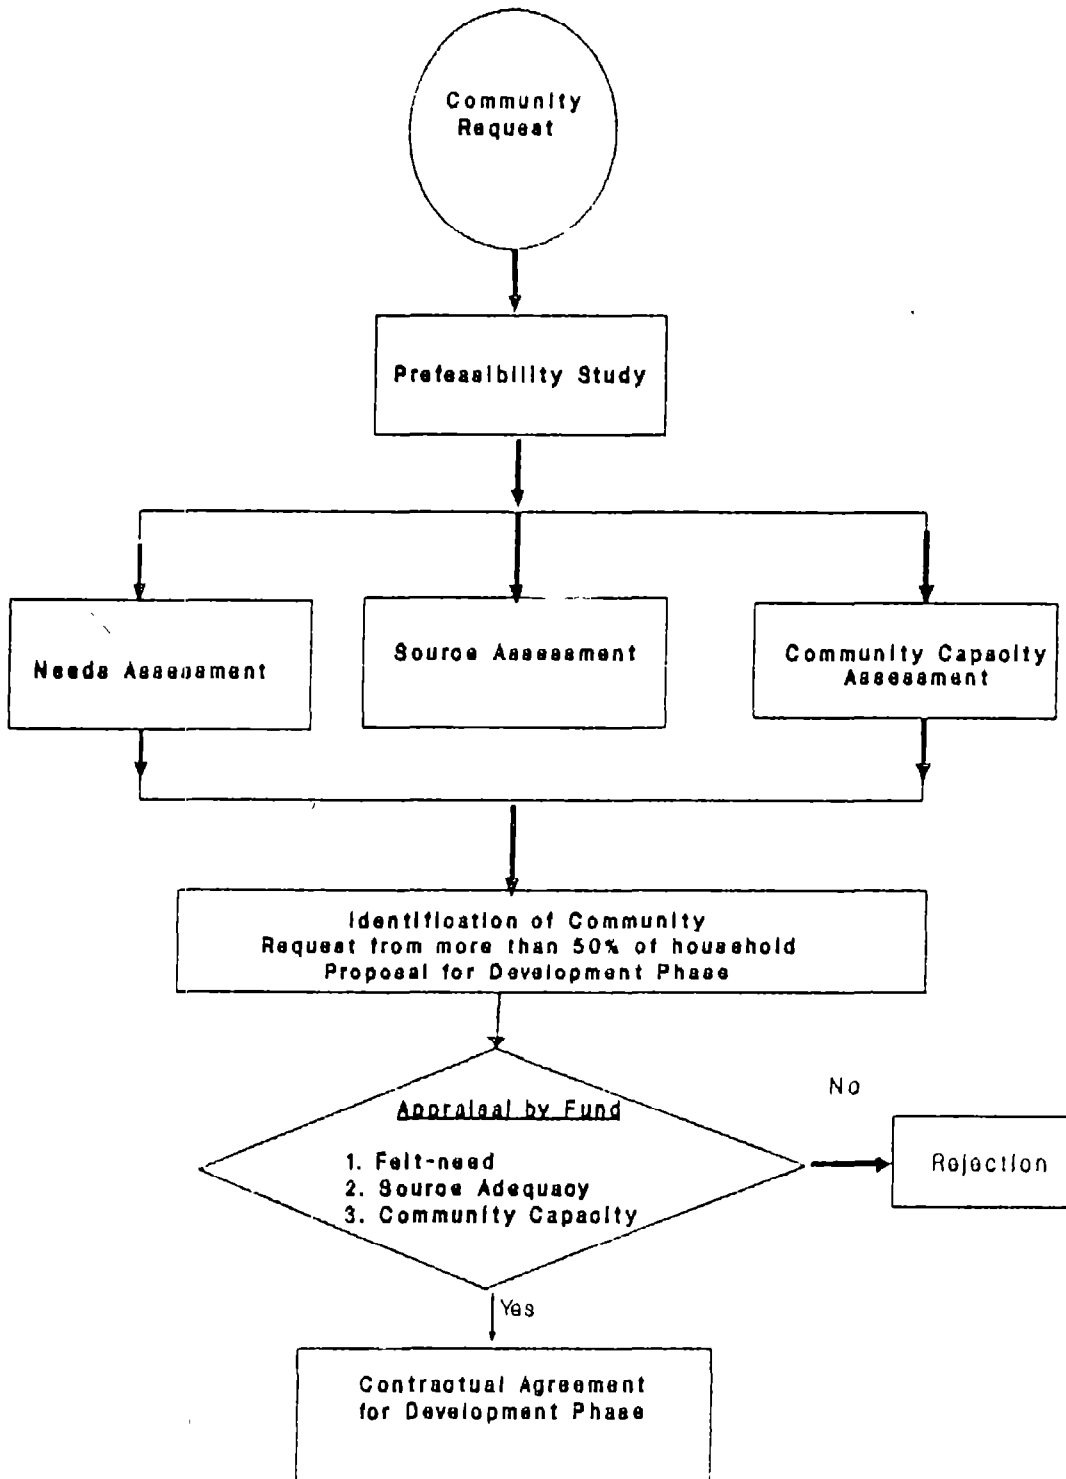 Community
Request
Prefeasibility Study
Needs Assessment
Source Assessment
Community Capacity
Assessment
Identification of Community
Request from more than 50% of household
Proposal for Development Phase
Appraisal by Fund
1. Felt-need
2. Source Adequacy
3. Community Capacity
No
Rejection
Yes
Contractual Agreement
for Development Phase